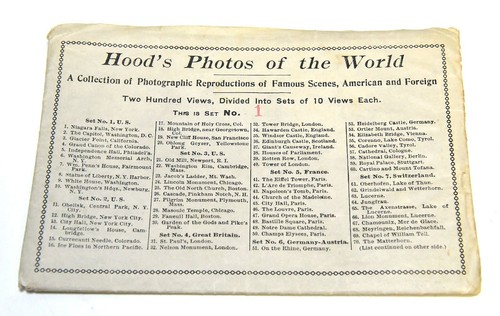 Hood's Photos of the World
A Collection of Photographic Reproductions of Famous Scenes, American and Foreign
Two Hundred Views, Divided Into Sets of 10 Views Each.
This is Set No. 1
Set No. 1, U. S.
1. Niagara Falls, New York.
2. The Capitol, Washington, D.C.
3. Glacier Point, California.
4. Grand Canon of the Colorado.
5. Independence Hall, Philadel'a.
6. Washington Memorial Arch.
7. Wm. Penn's House, Fairmount Park.
8. Statue of Liberty, N.Y. Harbor.
Washington.
10. Washington's Hdqs, Newburg, N. Y.
Set No. 2, U. S.
11. Obelisk, Central Park, N. Y. City.
12. High Bridge, New York City.
13. City Hall, New York City.
14. Longfellow's House, Cambridge.
15. Currecanti Needle, Colorado.
16. Ice Floes in Northern Pacific.
17. Mountain of Holy Cross, Col.
18. High Bridge, near Georgetown, Col.
19. New Cliff House, San Francisco
20. Oblong Geyser, Yellowstone Park.
Set No. 3, U. S.
21. Old Mill, Newport, R. I.
22. Washington Elm, Cambridge, Mass.
23. Jacob's Ladder, Mt. Wash.
24. Lincoln Monument, Chicago.
25. The Old North Church, Boston
26. Cascade, Pinkham Notch, N. H.
27. Pilgrim Monument, Plymouth, Mass.
28. Masonic Temple, Chicago.
29. Faneuil Hall, Boston
30. Garden of the Gods and Pike's Peak.
Set No. 4, Great Britain.
31. St. Paul's, London.
32. Nelson Monument, London.
33. Tower Bridge, London.
34. Hawarden Castle, England.
35. Windsor Castle, England.
36. Edinburgh Castle, Scotland.
37. Giant's Causeway, Ireland
38. Houses of Parliament.
39. Rotten Row, London.
40. Tower of London.
Set No. 5, France.
41. The Eiffel Tower, Paris.
42. L'Arc de Triomphe, Paris.
43. Napoleon's Tomb, Paris.
44. Church of the Madeleine.
45. City Hall, Paris.
46. The Louvre, Paris.
47. Grand Opera House, Paris.
48. Bastille Square, Paris.
49. Notre Dame Cathedral.
50. Champs Elysees, Paris.
Set No. 6, Germany-Austria.
51. On the Rhine, Germany.
52. Heidelberg Castle, Germany.
53. Ortler Mount, Austria.
54. Elizabeth Bridge, Vienna.
55. Corsano, Lake Como, Tyrol.
56. Cadore Valley, Tyrol.
57. Cathedral, Cologne.
58. National Gallery, Berlin.
59. Royal Palace, Stuttgart.
60. Castino and Mount Nebius.
Set No. 7, Switzerland.
61. Oberhofen, Lake of Thun.
62. Grindelwald Glacier.
63. Lucerne.
64. Jungfrau.
65. The Axenstrasse, Lake of Lucerne.
66. Lion Monument, Lucerne.
67. Chamounix, Mer de Glace.
68. Meyringen, Reichenbachfall.
69. Chapel of William Tell.
70. The Matterhorn.
(List continued on other side.)